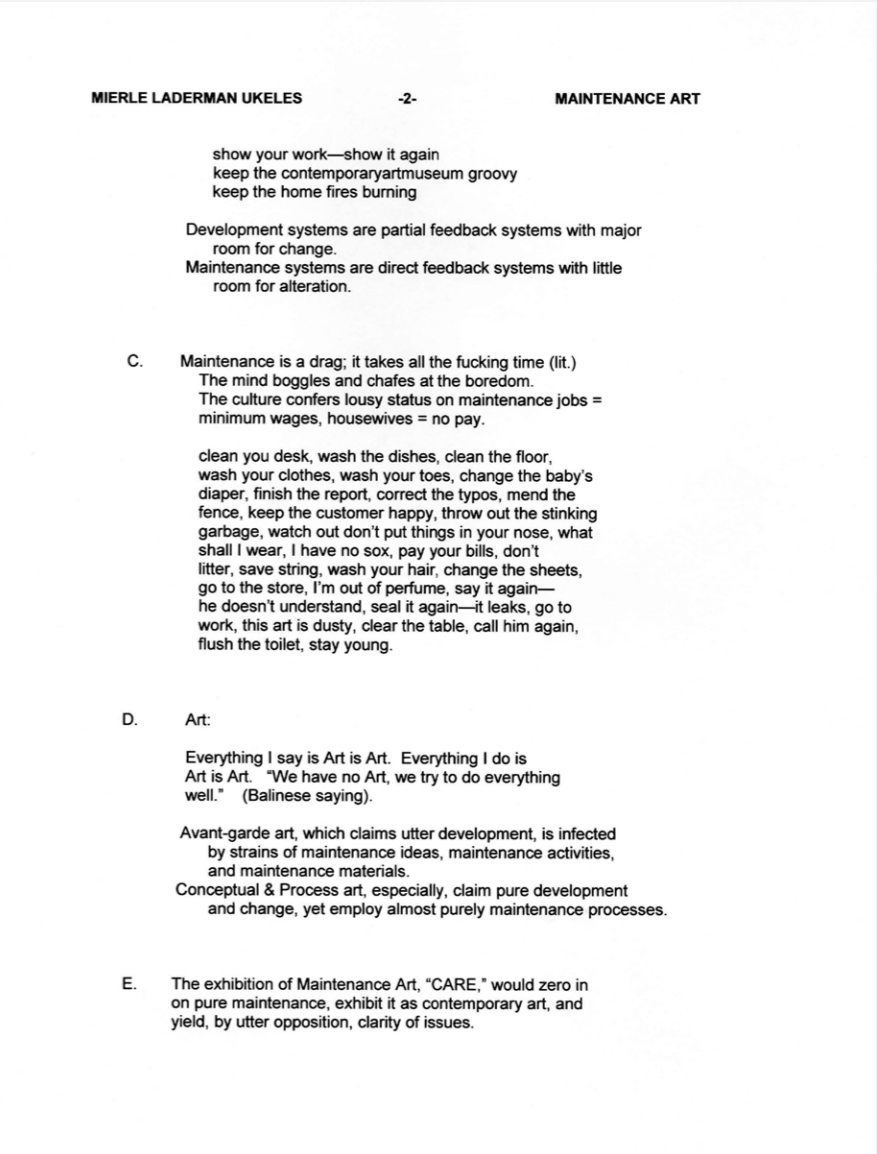 MIERLE LADERMAN UKELES -2- MAINTENANCE ART
show your work—show it again
keep the contemporaryartmuseum groovy
keep the home fires burning
Development systems are partial feedback systems with major
room for change.
Maintenance systems are direct feedback systems with little
room for alteration.
C. Maintenance is a drag; it takes all the fucking time (lit.)
The mind boggles and chafes at the boredom.
The culture confers lousy status on maintenance jobs =
minimum wages, housewives = no pay.
clean you desk, wash the dishes, clean the floor,
wash your clothes, wash your toes, change the baby's
diaper, finish the report, correct the typos, mend the
fence, keep the customer happy, throw out the stinking
garbage, watch out don't put things in your nose, what
shall I wear, I have no sox, pay your bills, don't
litter, save string, wash your hair, change the sheets,
go to the store, I'm out of perfume, say it again—
he doesn't understand, seal it again—it leaks, go to
work, this art is dusty, clear the table, call him again,
flush the toilet, stay young.
D. Art:
Everything I say is Art is Art. Everything I do is
Art is Art. "We have no Art, we try to do everything
well." (Balinese saying).
Avant-garde art, which claims utter development, is infected
by strains of maintenance ideas, maintenance activities,
and maintenance materials.
Conceptual & Process art, especially, claim pure development
and change, yet employ almost purely maintenance processes.
E. The exhibition of Maintenance Art, "CARE," would zero in
on pure maintenance, exhibit it as contemporary art, and
yield, by utter opposition, clarity of issues.